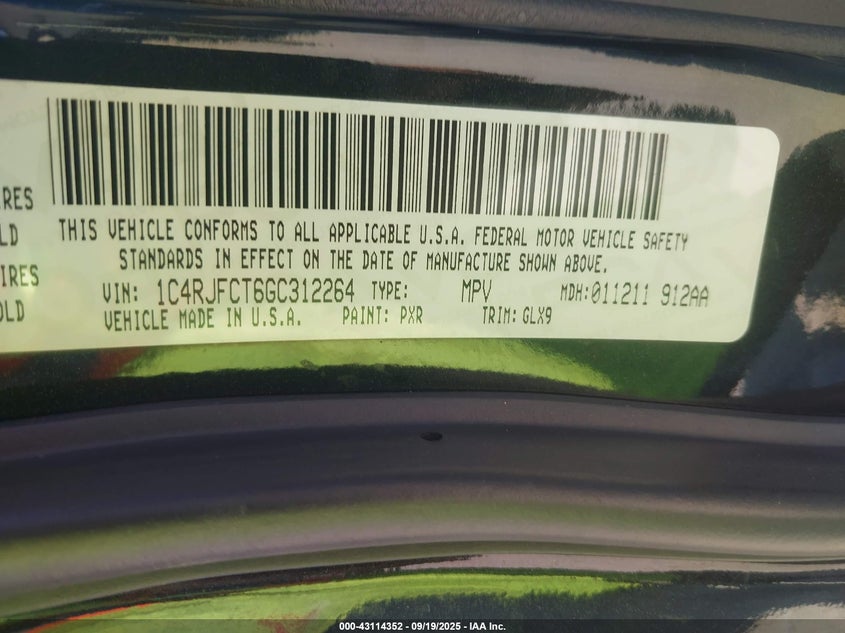 IRES
OLD
IRES
OLD
THIS VEHICLE CONFORMS TO ALL APPLICABLE U.S.A. FEDERAL MOTOR VEHICLE SAFETY
STANDARDS IN EFFECT ON THE DATE OF MANUFACTURE SHOWN ABOVE.
VIN: 1C4RJFCT6GC312264 TYPE: MPV MDH:011211 912AA
VEHICLE MADE IN U.S.A. PAINT: PXR TRIM: GLX9
000-43114352 - 09/19/2025 - IAA Inc.